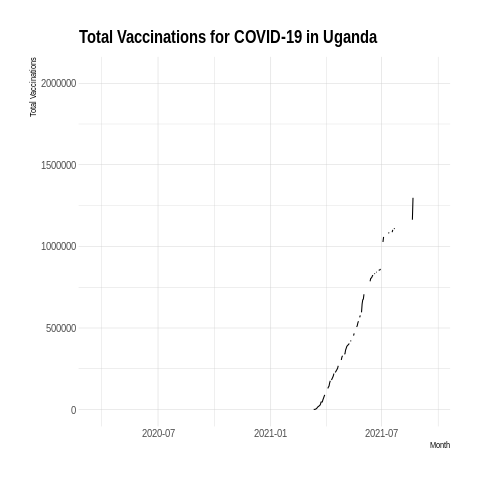 Total Vaccinations for COVID-19 in Uganda
Total Vaccinations
2000000
1500000
1000000
500000
0
2020-07
2021-01
2021-07
Month